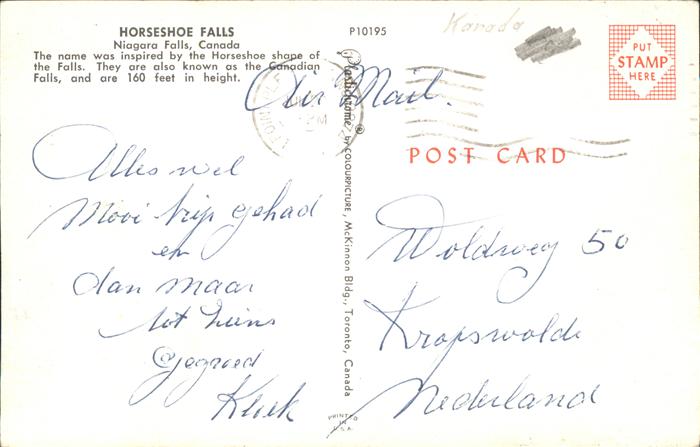 HORSESHOE FALLS
Niagara Falls, Canada
The name was inspired by the Horseshoe shape of
the Falls. They are also known as the Canadian
Falls, and are 160 feet in height.
P10195
Kanada
PUT
STAMP
HERE
Air Mail.
POST CARD
Alles wel
Mooi trip gehad
en
dan maar
tot ziens
Gegroed
Plastichrome® by COLOURPICTURE, McKinnon Bldg., Toronto, Canada
PRINTED
IN
U.S.A.
Woldweg 50
Kropswolde
Nederland